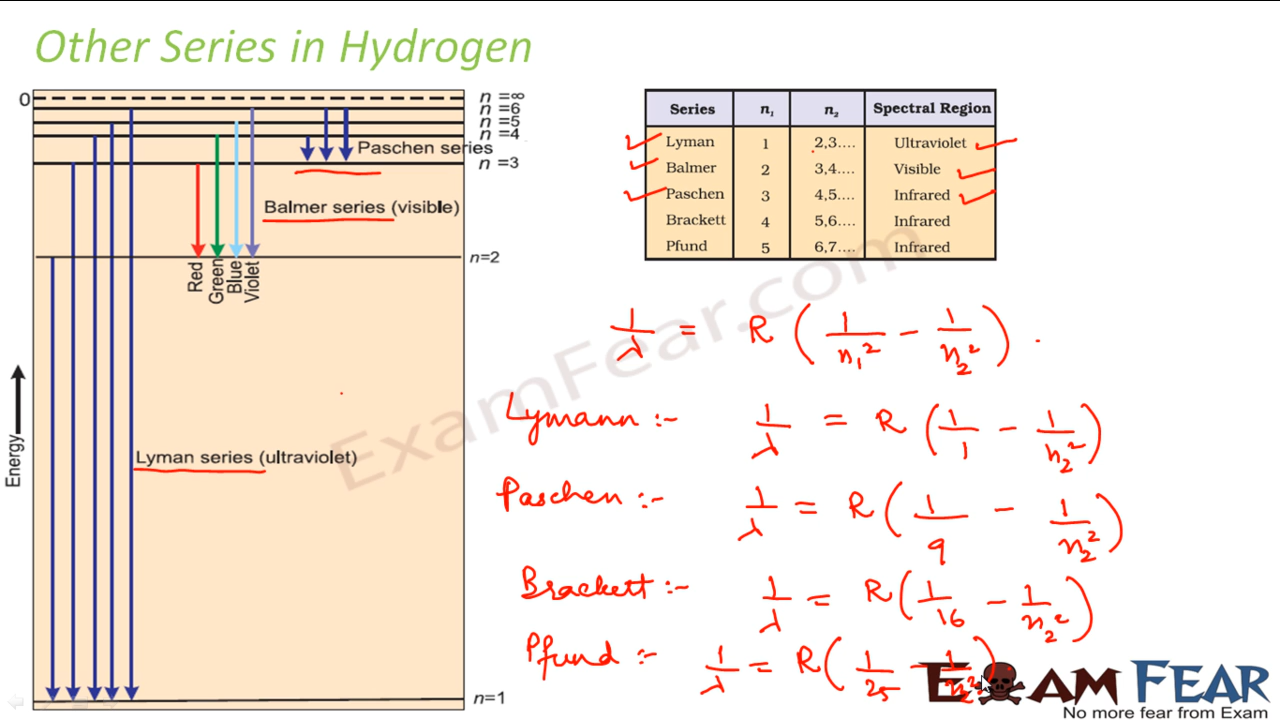 Other Series in Hydrogen
0
n =∞
n =6
n =5
n =4
Paschen series
n =3
Balmer series (visible)
n=2
Red
Green
Blue
Violet
Energy
Lyman series (ultraviolet)
n=1
Series n₁ n₂ Spectral Region
Lyman 1 2,3.... Ultraviolet
Balmer 2 3,4.... Visible
Paschen 3 4,5.... Infrared
Brackett 4 5,6.... Infrared
Pfund 5 6,7.... Infrared
1/λ = R (1/n₁² − 1/n₂²)
Lymann :- 1/λ = R (1/1 − 1/n₂²)
Paschen :- 1/λ = R (1/9 − 1/n₂²)
Brackett :- 1/λ = R (1/16 − 1/n₂²)
Pfund :- 1/λ = R (1/25 − 1/n₂²)
ExamFear.com
EXAM FEAR
No more fear from Exam